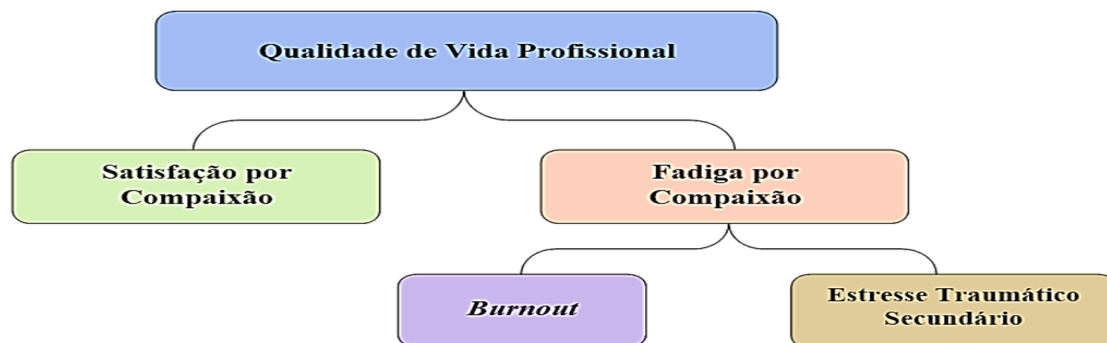 Qualidade de Vida Profissional
Satisfação por
Compaixão
Fadiga por
Compaixão
Burnout
Estresse Traumático
Secundário